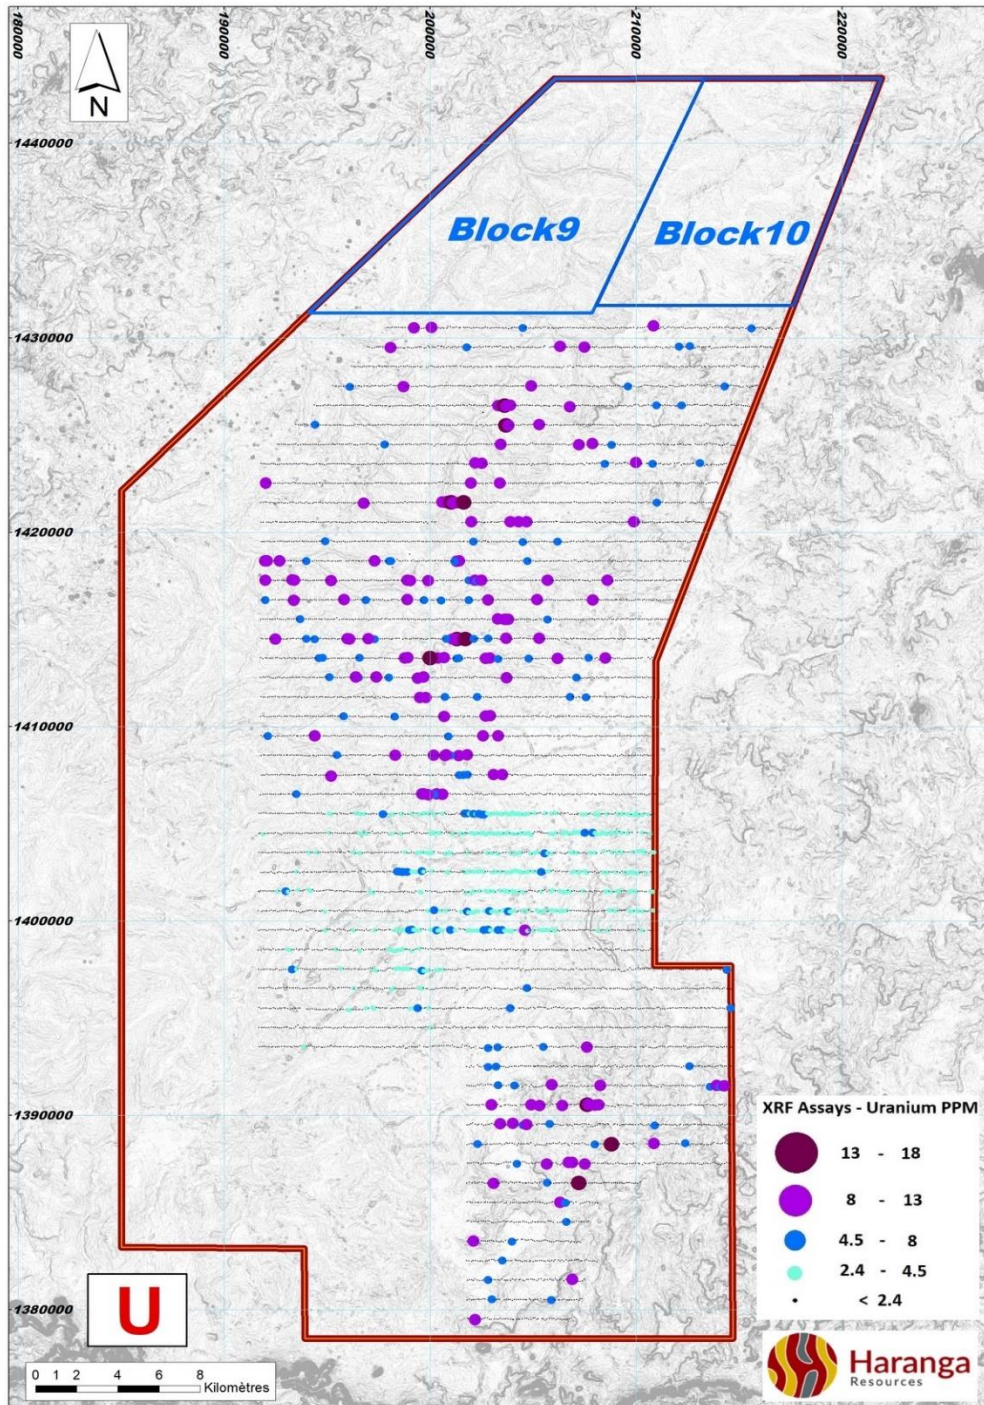 180000
190000
200000
210000
220000
N
1440000
Block9
Block10
1430000
1420000
1410000
1400000
1390000
XRF Assays - Uranium PPM
13 - 18
8 - 13
4.5 - 8
2.4 - 4.5
< 2.4
1380000
U
0 1 2 4 6 8
Kilomètres
Haranga
Resources